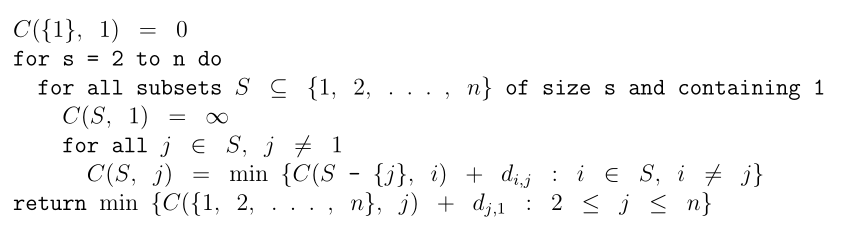 C({1}, 1) = 0
for s = 2 to n do
for all subsets S ⊆ {1, 2, . . . , n} of size s and containing 1
C(S, 1) = ∞
for all j ∈ S, j ≠ 1
C(S, j) = min {C(S - {j}, i) + d_{i,j} : i ∈ S, i ≠ j}
return min {C({1, 2, . . . , n}, j) + d_{j,1} : 2 ≤ j ≤ n}